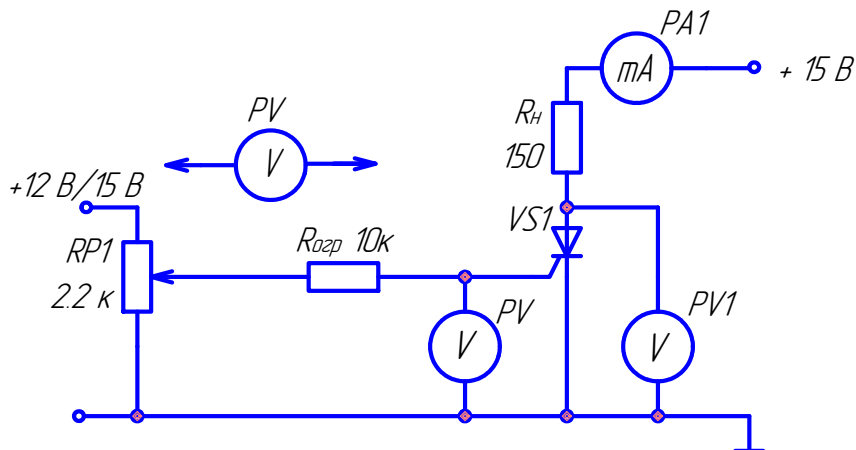 PA1
mA
+ 15 В
Rн
150
PV
V
+12 В/15 В
VS1
RP1
2.2 к
Rогр 10к
PV
V
PV1
V